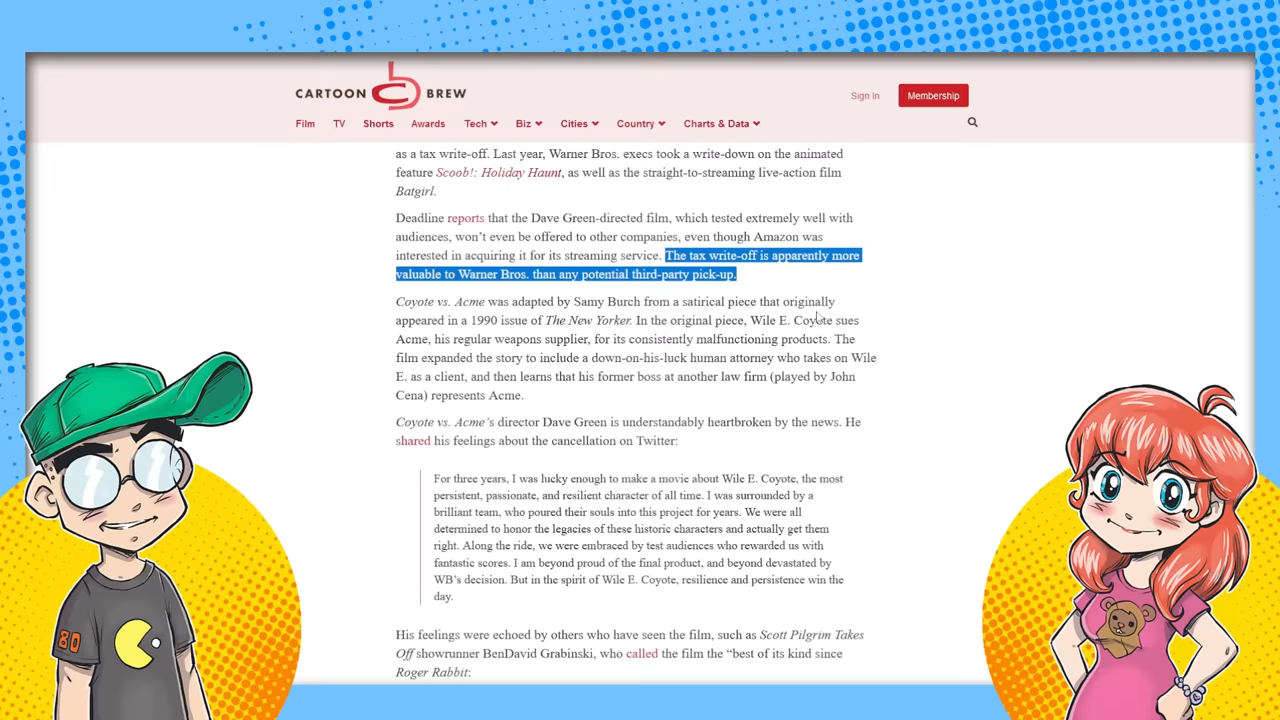 CARTOON BREW
Sign In
Membership
Film TV Shorts Awards Tech Biz Cities Country Charts & Data
as a tax write-off. Last year, Warner Bros. execs took a write-down on the animated
feature Scoob!: Holiday Haunt, as well as the straight-to-streaming live-action film
Batgirl.
Deadline reports that the Dave Green-directed film, which tested extremely well with
audiences, won't even be offered to other companies, even though Amazon was
interested in acquiring it for its streaming service. The tax write-off is apparently more
valuable to Warner Bros. than any potential third-party pick-up.
Coyote vs. Acme was adapted by Samy Burch from a satirical piece that originally
appeared in a 1990 issue of The New Yorker. In the original piece, Wile E. Coyote sues
Acme, his regular weapons supplier, for its consistently malfunctioning products. The
film expanded the story to include a down-on-his-luck human attorney who takes on Wile
E. as a client, and then learns that his former boss at another law firm (played by John
Cena) represents Acme.
Coyote vs. Acme's director Dave Green is understandably heartbroken by the news. He
shared his feelings about the cancellation on Twitter:
For three years, I was lucky enough to make a movie about Wile E. Coyote, the most
persistent, passionate, and resilient character of all time. I was surrounded by a
brilliant team, who poured their souls into this project for years. We were all
determined to honor the legacies of these historic characters and actually get them
right. Along the ride, we were embraced by test audiences who rewarded us with
fantastic scores. I am beyond proud of the final product, and beyond devastated by
WB's decision. But in the spirit of Wile E. Coyote, resilience and persistence win the
day.
His feelings were echoed by others who have seen the film, such as Scott Pilgrim Takes
Off showrunner BenDavid Grabinski, who called the film the "best of its kind since
Roger Rabbit:
80